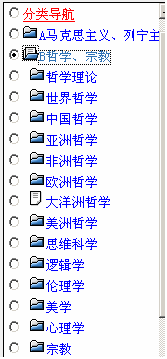 分类导航
A马克思主义、列宁主
B哲学、宗教
哲学理论
世界哲学
中国哲学
亚洲哲学
非洲哲学
欧洲哲学
大洋洲哲学
美洲哲学
思维科学
逻辑学
伦理学
美学
心理学
宗教